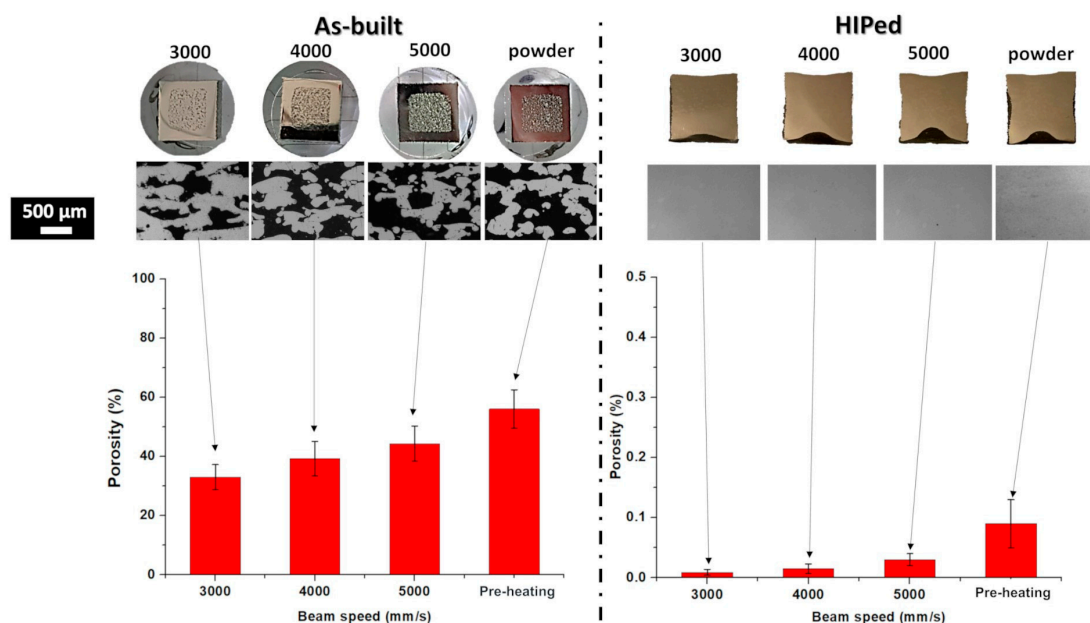 As-built
HIPed
3000
4000
5000
powder
3000
4000
5000
powder
500 µm
100
80
60
40
20
0
Porosity (%)
3000
4000
5000
Pre-heating
Beam speed (mm/s)
0.5
0.4
0.3
0.2
0.1
0.0
Porosity (%)
3000
4000
5000
Pre-heating
Beam speed (mm/s)